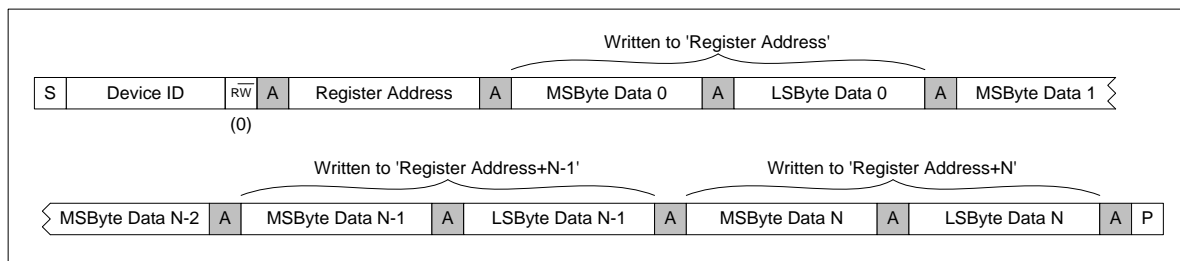 Written to 'Register Address'
S Device ID RW A Register Address A MSByte Data 0 A LSByte Data 0 A MSByte Data 1
(0)
Written to 'Register Address+N-1' Written to 'Register Address+N'
MSByte Data N-2 A MSByte Data N-1 A LSByte Data N-1 A MSByte Data N A LSByte Data N A P